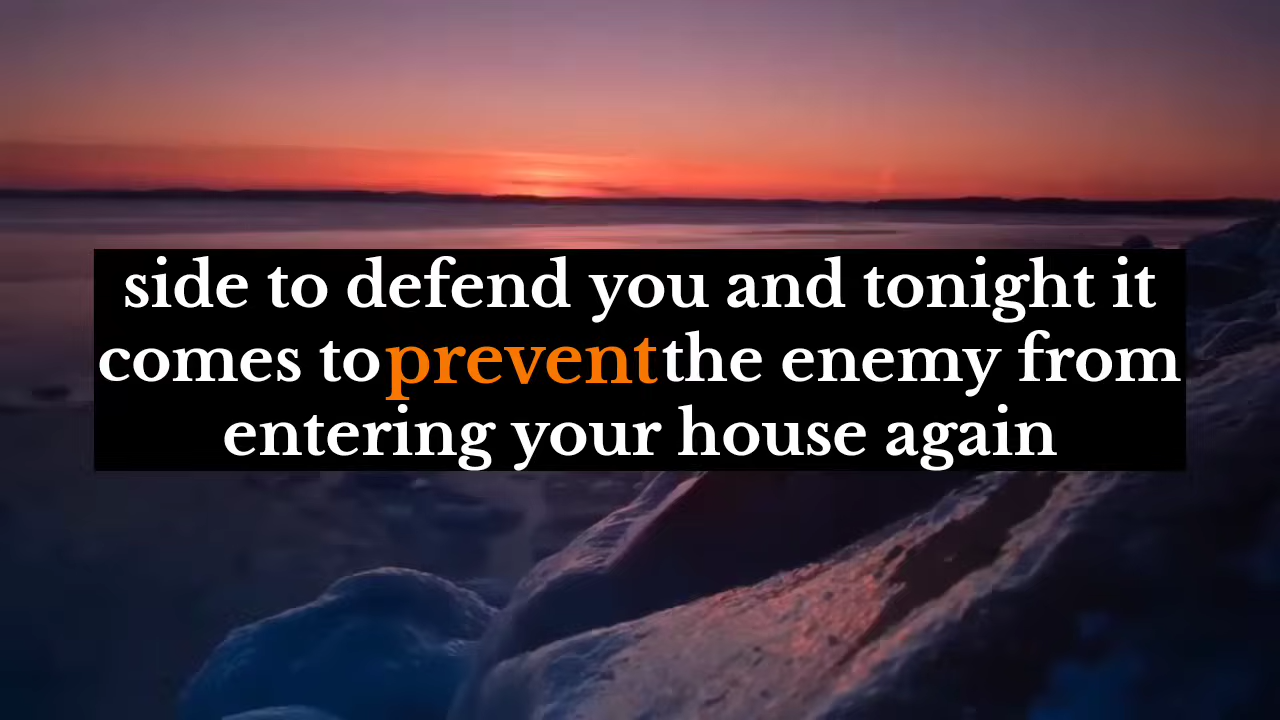 side to defend you and tonight it
comes to prevent the enemy from
entering your house again